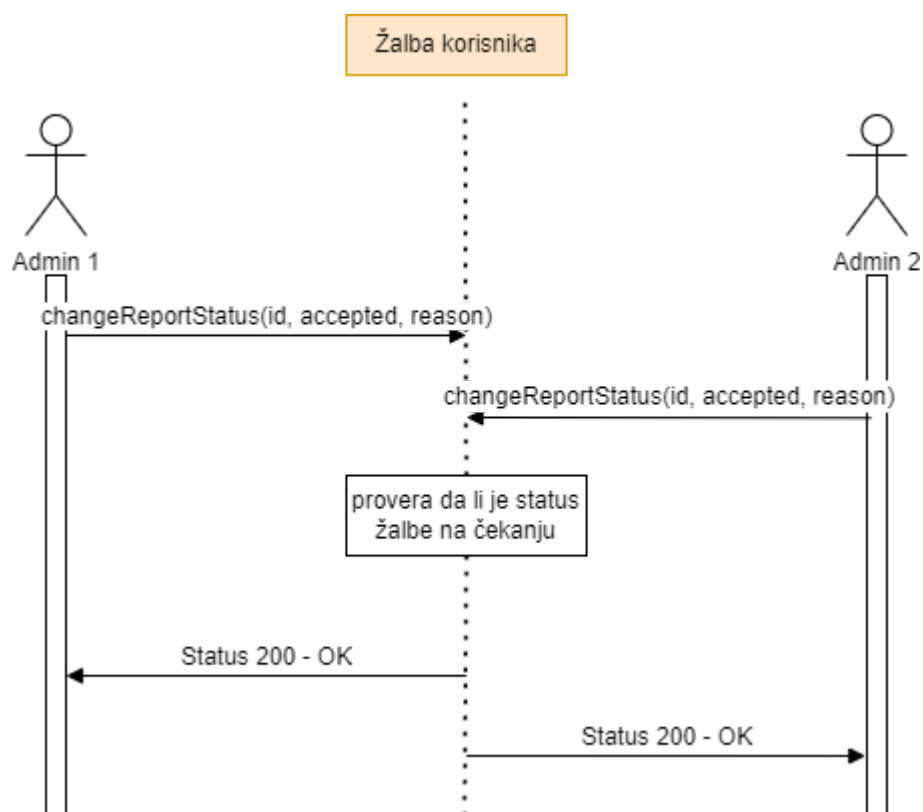 Žalba korisnika
Admin 1
Admin 2
changeReportStatus(id, accepted, reason)
changeReportStatus(id, accepted, reason)
provera da li je status
žalbe na čekanju
Status 200 - OK
Status 200 - OK